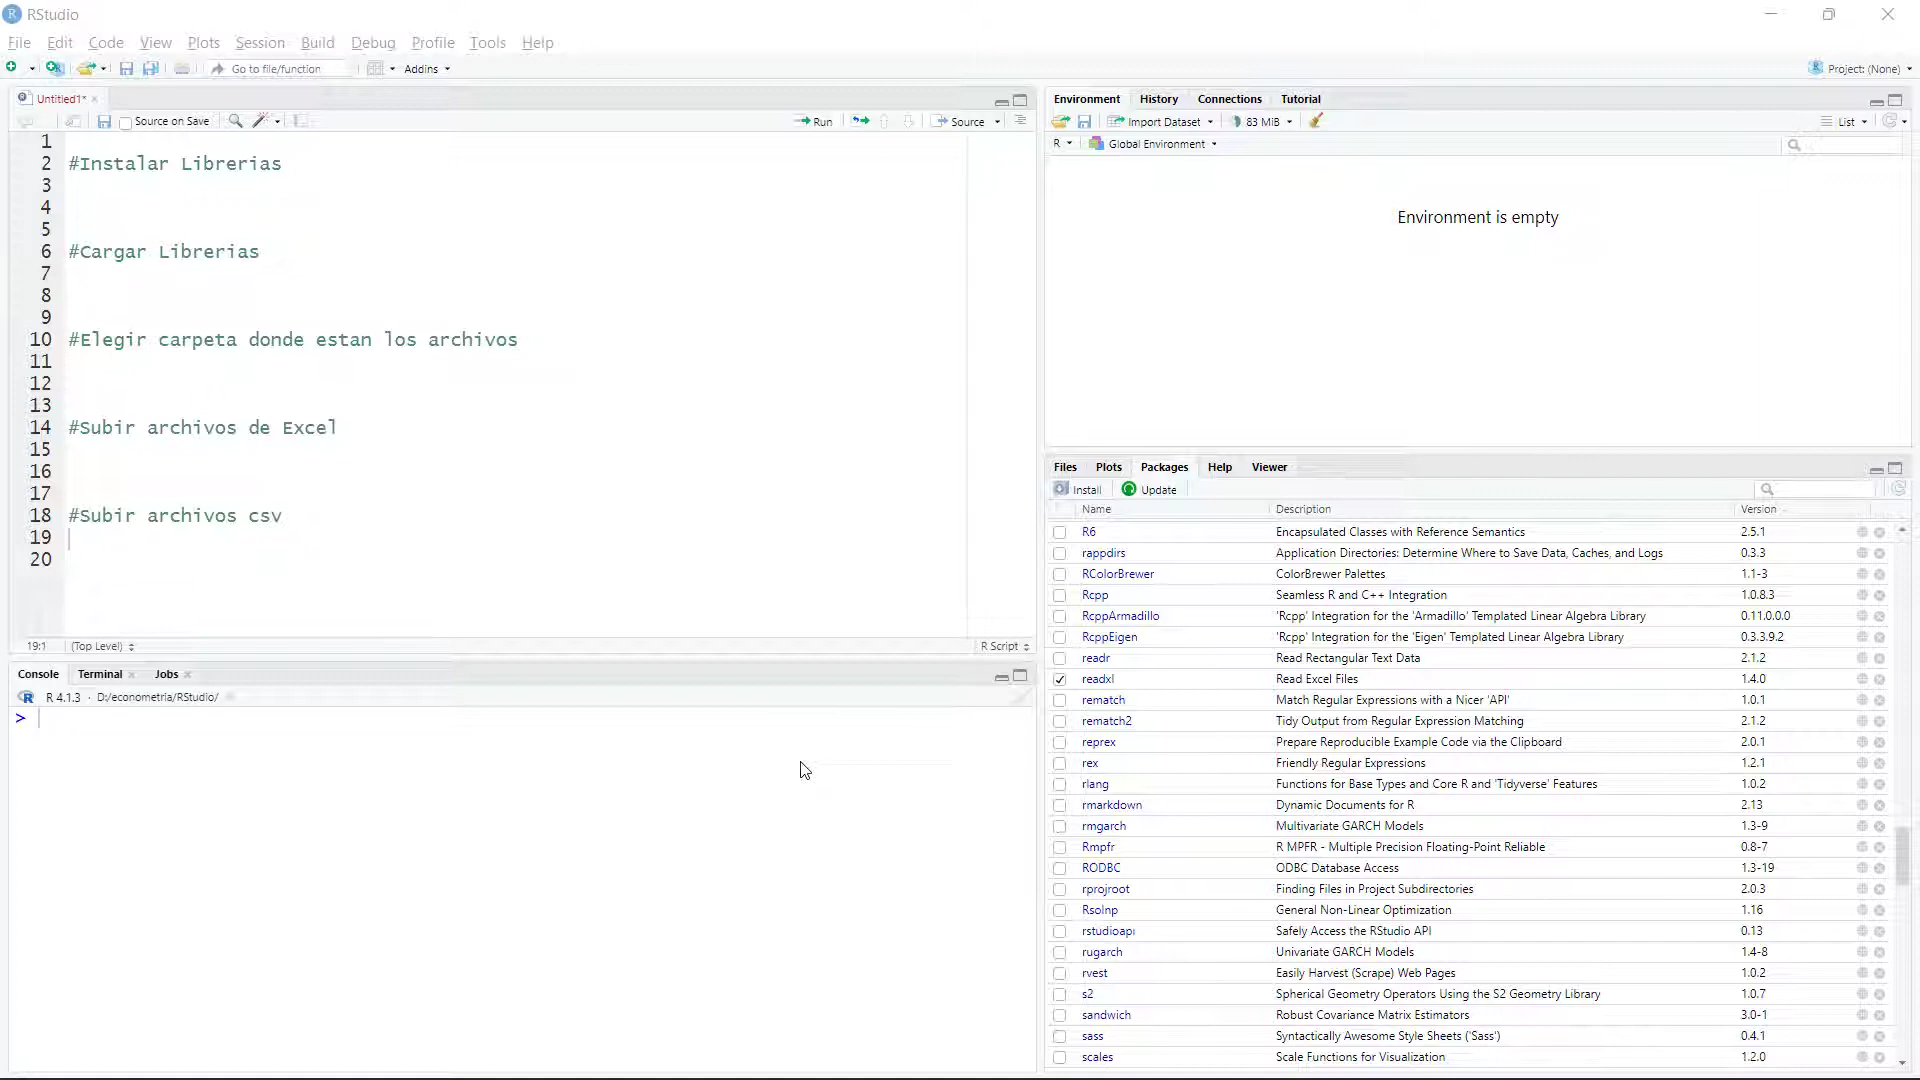 RStudio
File Edit Code View Plots Session Build Debug Profile Tools Help
Go to file/function Addins Project: (None)
Untitled1*
Source on Save Run Source
1
2 #Instalar Librerias
3
4
5
6 #Cargar Librerias
7
8
9
10 #Elegir carpeta donde estan los archivos
11
12
13
14 #Subir archivos de Excel
15
16
17
18 #Subir archivos csv
19
20
19:1 (Top Level) R Script
Console Terminal Jobs
R 4.1.3 · D:/econometria/RStudio/
>
Environment History Connections Tutorial
Import Dataset 83 MiB List
R Global Environment
Environment is empty
Files Plots Packages Help Viewer
Install Update
Name Description Version
R6 Encapsulated Classes with Reference Semantics 2.5.1
rappdirs Application Directories: Determine Where to Save Data, Caches, and Logs 0.3.3
RColorBrewer ColorBrewer Palettes 1.1-3
Rcpp Seamless R and C++ Integration 1.0.8.3
RcppArmadillo 'Rcpp' Integration for the 'Armadillo' Templated Linear Algebra Library 0.11.0.0.0
RcppEigen 'Rcpp' Integration for the 'Eigen' Templated Linear Algebra Library 0.3.3.9.2
readr Read Rectangular Text Data 2.1.2
readxl Read Excel Files 1.4.0
rematch Match Regular Expressions with a Nicer 'API' 1.0.1
rematch2 Tidy Output from Regular Expression Matching 2.1.2
reprex Prepare Reproducible Example Code via the Clipboard 2.0.1
rex Friendly Regular Expressions 1.2.1
rlang Functions for Base Types and Core R and 'Tidyverse' Features 1.0.2
rmarkdown Dynamic Documents for R 2.13
rmgarch Multivariate GARCH Models 1.3-9
Rmpfr R MPFR - Multiple Precision Floating-Point Reliable 0.8-7
RODBC ODBC Database Access 1.3-19
rprojroot Finding Files in Project Subdirectories 2.0.3
Rsolnp General Non-Linear Optimization 1.16
rstudioapi Safely Access the RStudio API 0.13
rugarch Univariate GARCH Models 1.4-8
rvest Easily Harvest (Scrape) Web Pages 1.0.2
s2 Spherical Geometry Operators Using the S2 Geometry Library 1.0.7
sandwich Robust Covariance Matrix Estimators 3.0-1
sass Syntactically Awesome Style Sheets ('Sass') 0.4.1
scales Scale Functions for Visualization 1.2.0